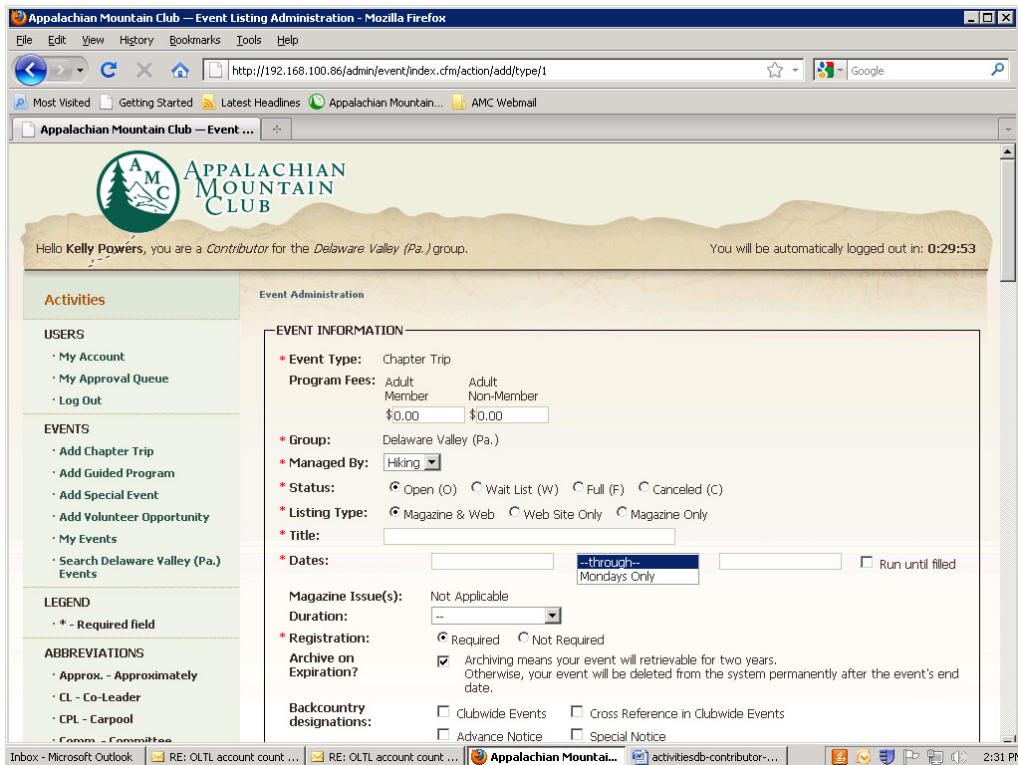 Appalachian Mountain Club — Event Listing Administration - Mozilla Firefox
File Edit View History Bookmarks Tools Help
http://192.168.100.86/admin/event/index.cfm/action/add/type/1
Google
Most Visited Getting Started Latest Headlines Appalachian Mountain... AMC Webmail
Appalachian Mountain Club — Event ...
AMC
APPALACHIAN
MOUNTAIN
CLUB
Hello Kelly Powers, you are a Contributor for the Delaware Valley (Pa.) group.
You will be automatically logged out in: 0:29:53
Activities
USERS
· My Account
· My Approval Queue
· Log Out
EVENTS
· Add Chapter Trip
· Add Guided Program
· Add Special Event
· Add Volunteer Opportunity
· My Events
· Search Delaware Valley (Pa.)
Events
LEGEND
· * - Required field
ABBREVIATIONS
· Approx. - Approximately
· CL - Co-Leader
· CPL - Carpool
· Comm. - Committee
Event Administration
EVENT INFORMATION
* Event Type: Chapter Trip
Program Fees: Adult Member Adult Non-Member
$0.00 $0.00
* Group: Delaware Valley (Pa.)
* Managed By: Hiking
* Status: Open (O) Wait List (W) Full (F) Canceled (C)
* Listing Type: Magazine & Web Web Site Only Magazine Only
* Title:
* Dates: --through-- Run until filled
Mondays Only
Magazine Issue(s): Not Applicable
Duration: --
* Registration: Required Not Required
Archive on Expiration? Archiving means your event will retrievable for two years.
Otherwise, your event will be deleted from the system permanently after the event's end
date.
Backcountry designations: Clubwide Events Cross Reference in Clubwide Events
Advance Notice Special Notice
Inbox - Microsoft Outlook RE: OLTL account count ... RE: OLTL account count ... Appalachian Mountai... activitiesdb-contributor-... 2:31 PM